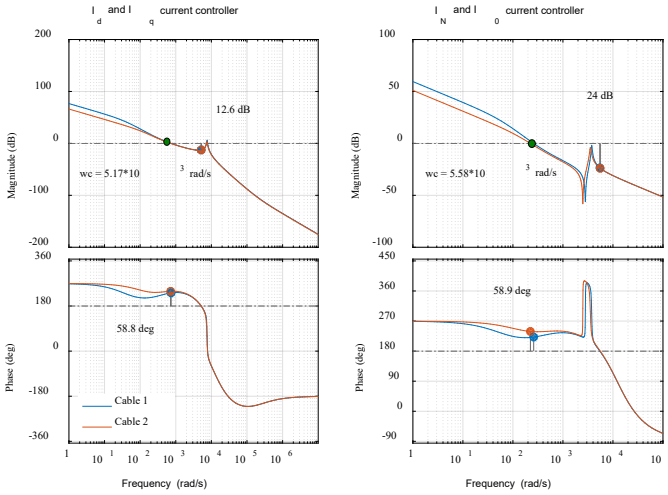 I d and I q current controller
200
100
0
-100
-200
Magnitude (dB)
12.6 dB
wc = 5.17*10 3 rad/s
360
180
0
-180
-360
Phase (deg)
58.8 deg
Cable 1
Cable 2
1 10 1 10 2 10 3 10 4 10 5 10 6
Frequency (rad/s)
I N and I 0 current controller
100
50
0
-50
-100
Magnitude (dB)
24 dB
wc = 5.58*10 3 rad/s
450
360
270
180
90
0
-90
Phase (deg)
58.9 deg
1 10 1 10 2 10 3 10 4 10
Frequency (rad/s)